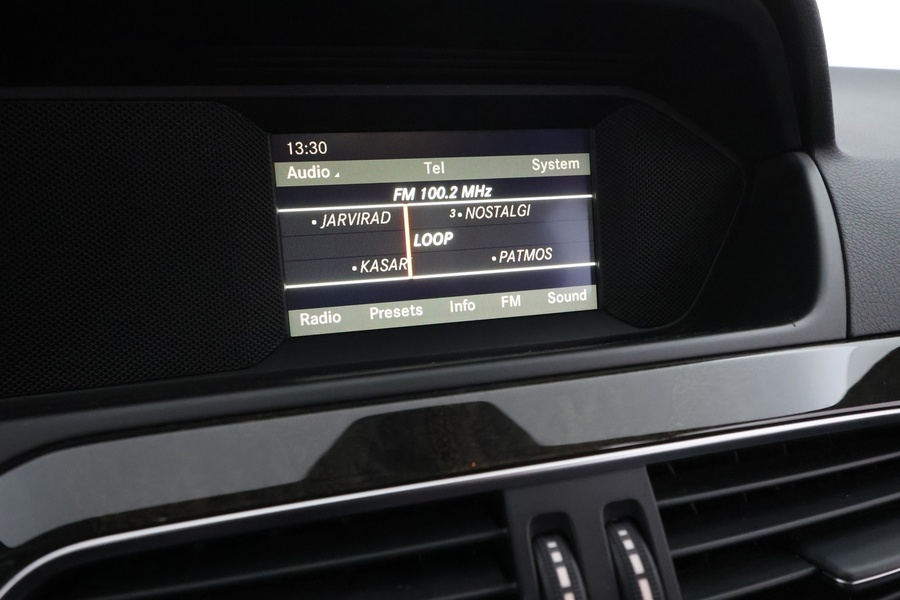 13:30
Audio Tel System
FM 100.2 MHz
• JARVIRAD 3• NOSTALGI
LOOP
• KASAR • PATMOS
Radio Presets Info FM Sound